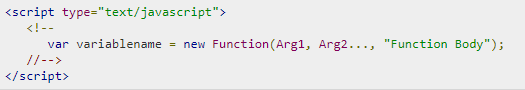 <script type="text/javascript">
<!--
var variablename = new Function(Arg1, Arg2..., "Function Body");
//-->
</script>